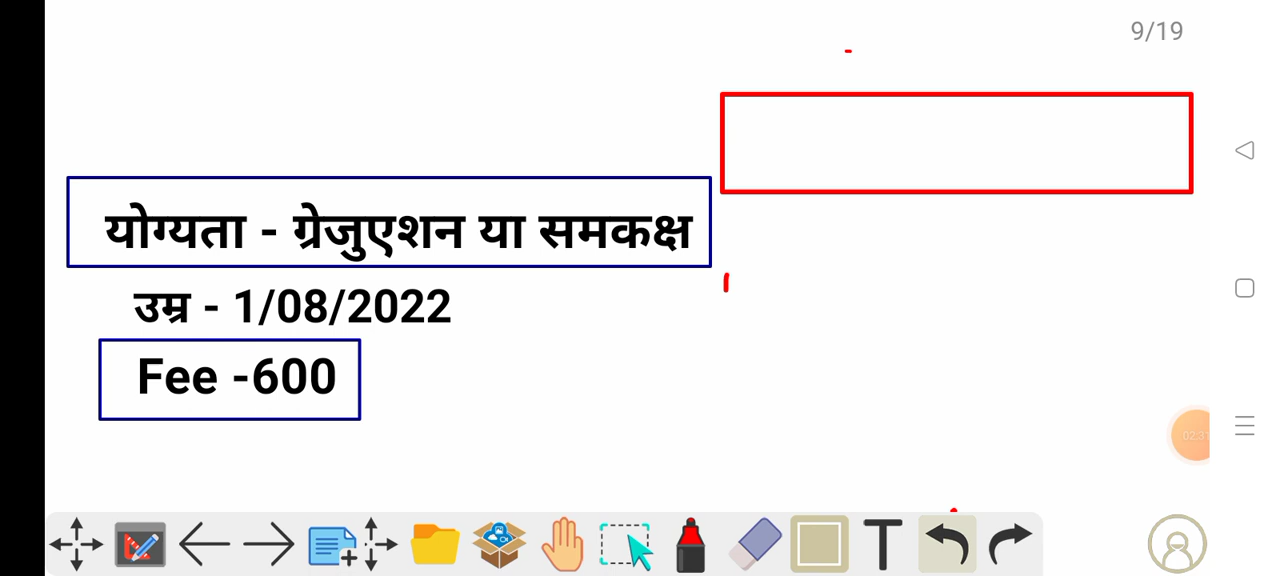 9/19
योग्यता - ग्रेजुएशन या समकक्ष
उम्र - 1/08/2022
Fee -600
T